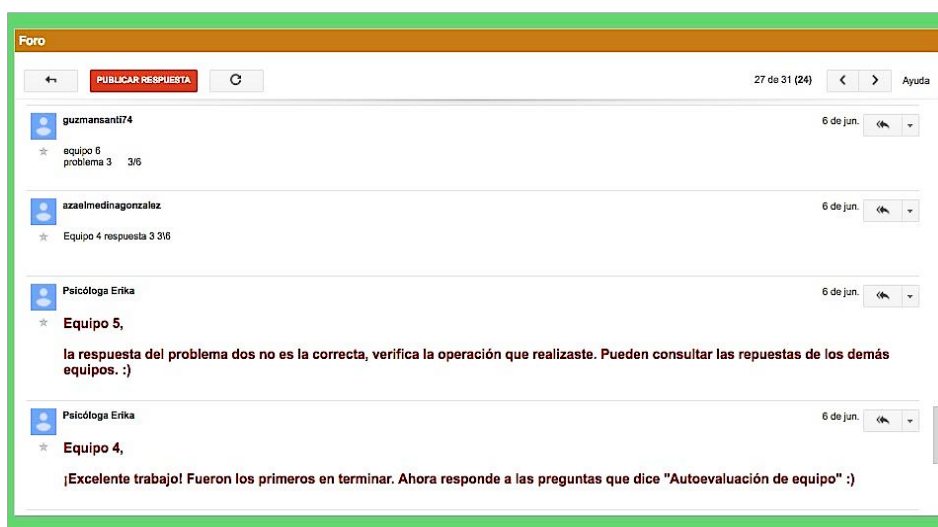 Foro
PUBLICAR RESPUESTA
27 de 31 (24)
Ayuda
guzmansanti74
6 de jun.
equipo 6
problema 3 3/6
azaelmedinagonzalez
6 de jun.
Equipo 4 respuesta 3 3\6
Psicóloga Erika
6 de jun.
Equipo 5,
la respuesta del problema dos no es la correcta, verifica la operación que realizaste. Pueden consultar las repuestas de los demás
equipos. :)
Psicóloga Erika
6 de jun.
Equipo 4,
¡Excelente trabajo! Fueron los primeros en terminar. Ahora responde a las preguntas que dice "Autoevaluación de equipo" :)